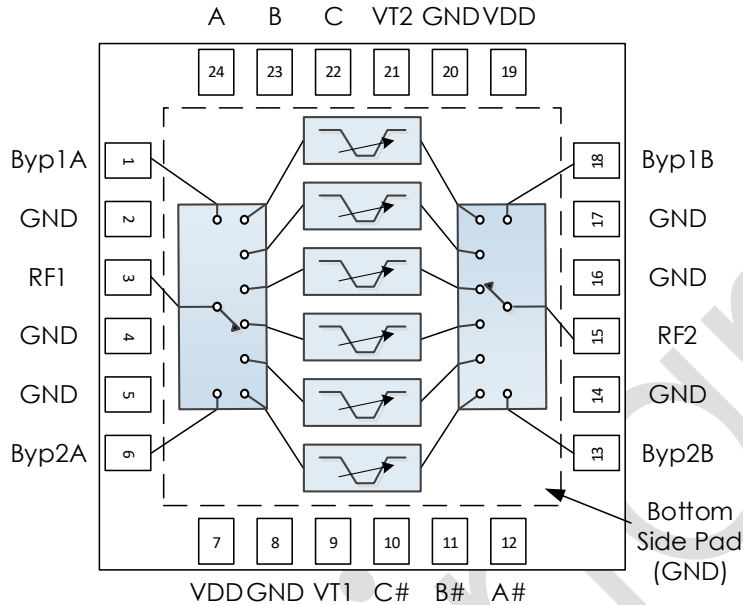 A B C VT2 GND VDD
24 23 22 21 20 19
Byp1A 1 18 Byp1B
GND 2 17 GND
RF1 3 16 GND
GND 4 15 RF2
GND 5 14 GND
Byp2A 6 13 Byp2B
7 8 9 10 11 12
VDD GND VT1 C# B# A#
Bottom
Side Pad
(GND)